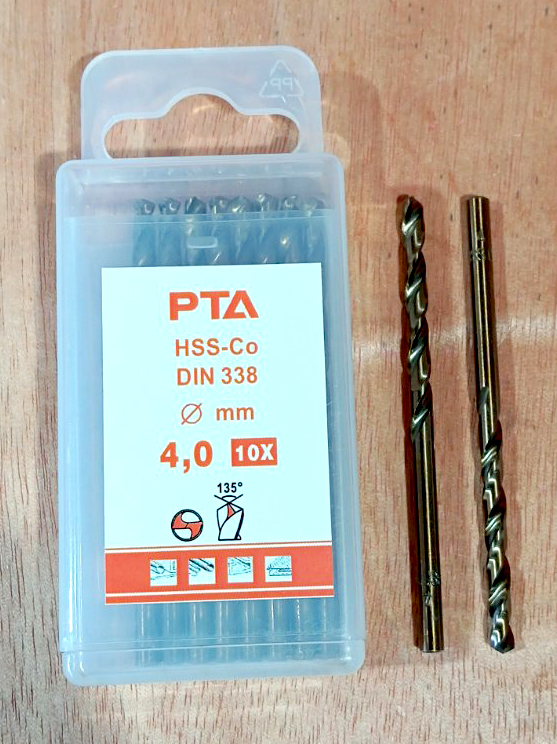 PP
PTA
HSS-Co
DIN 338
Ø mm
4,0 10X
135°